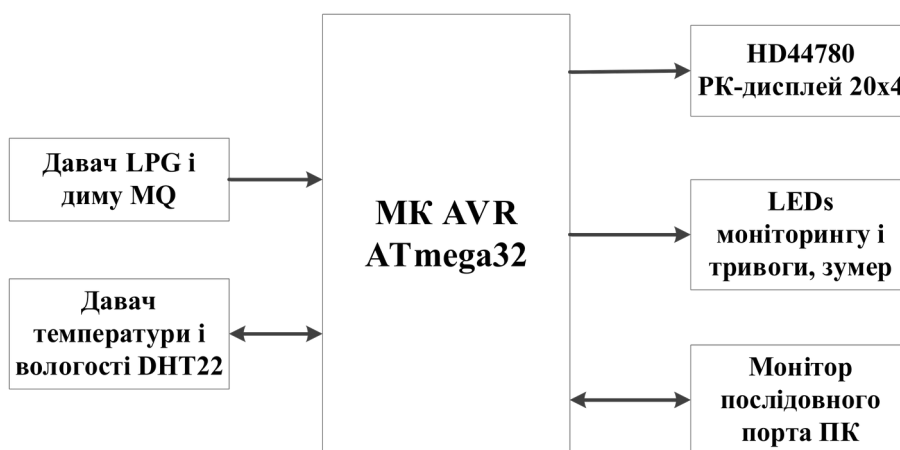 Давач LPG і
диму MQ
Давач
температури і
вологості DHT22
МК AVR
ATmega32
HD44780
РК-дисплей 20x4
LEDs
моніторингу і
тривоги, зумер
Монітор
послідовного
порта ПК